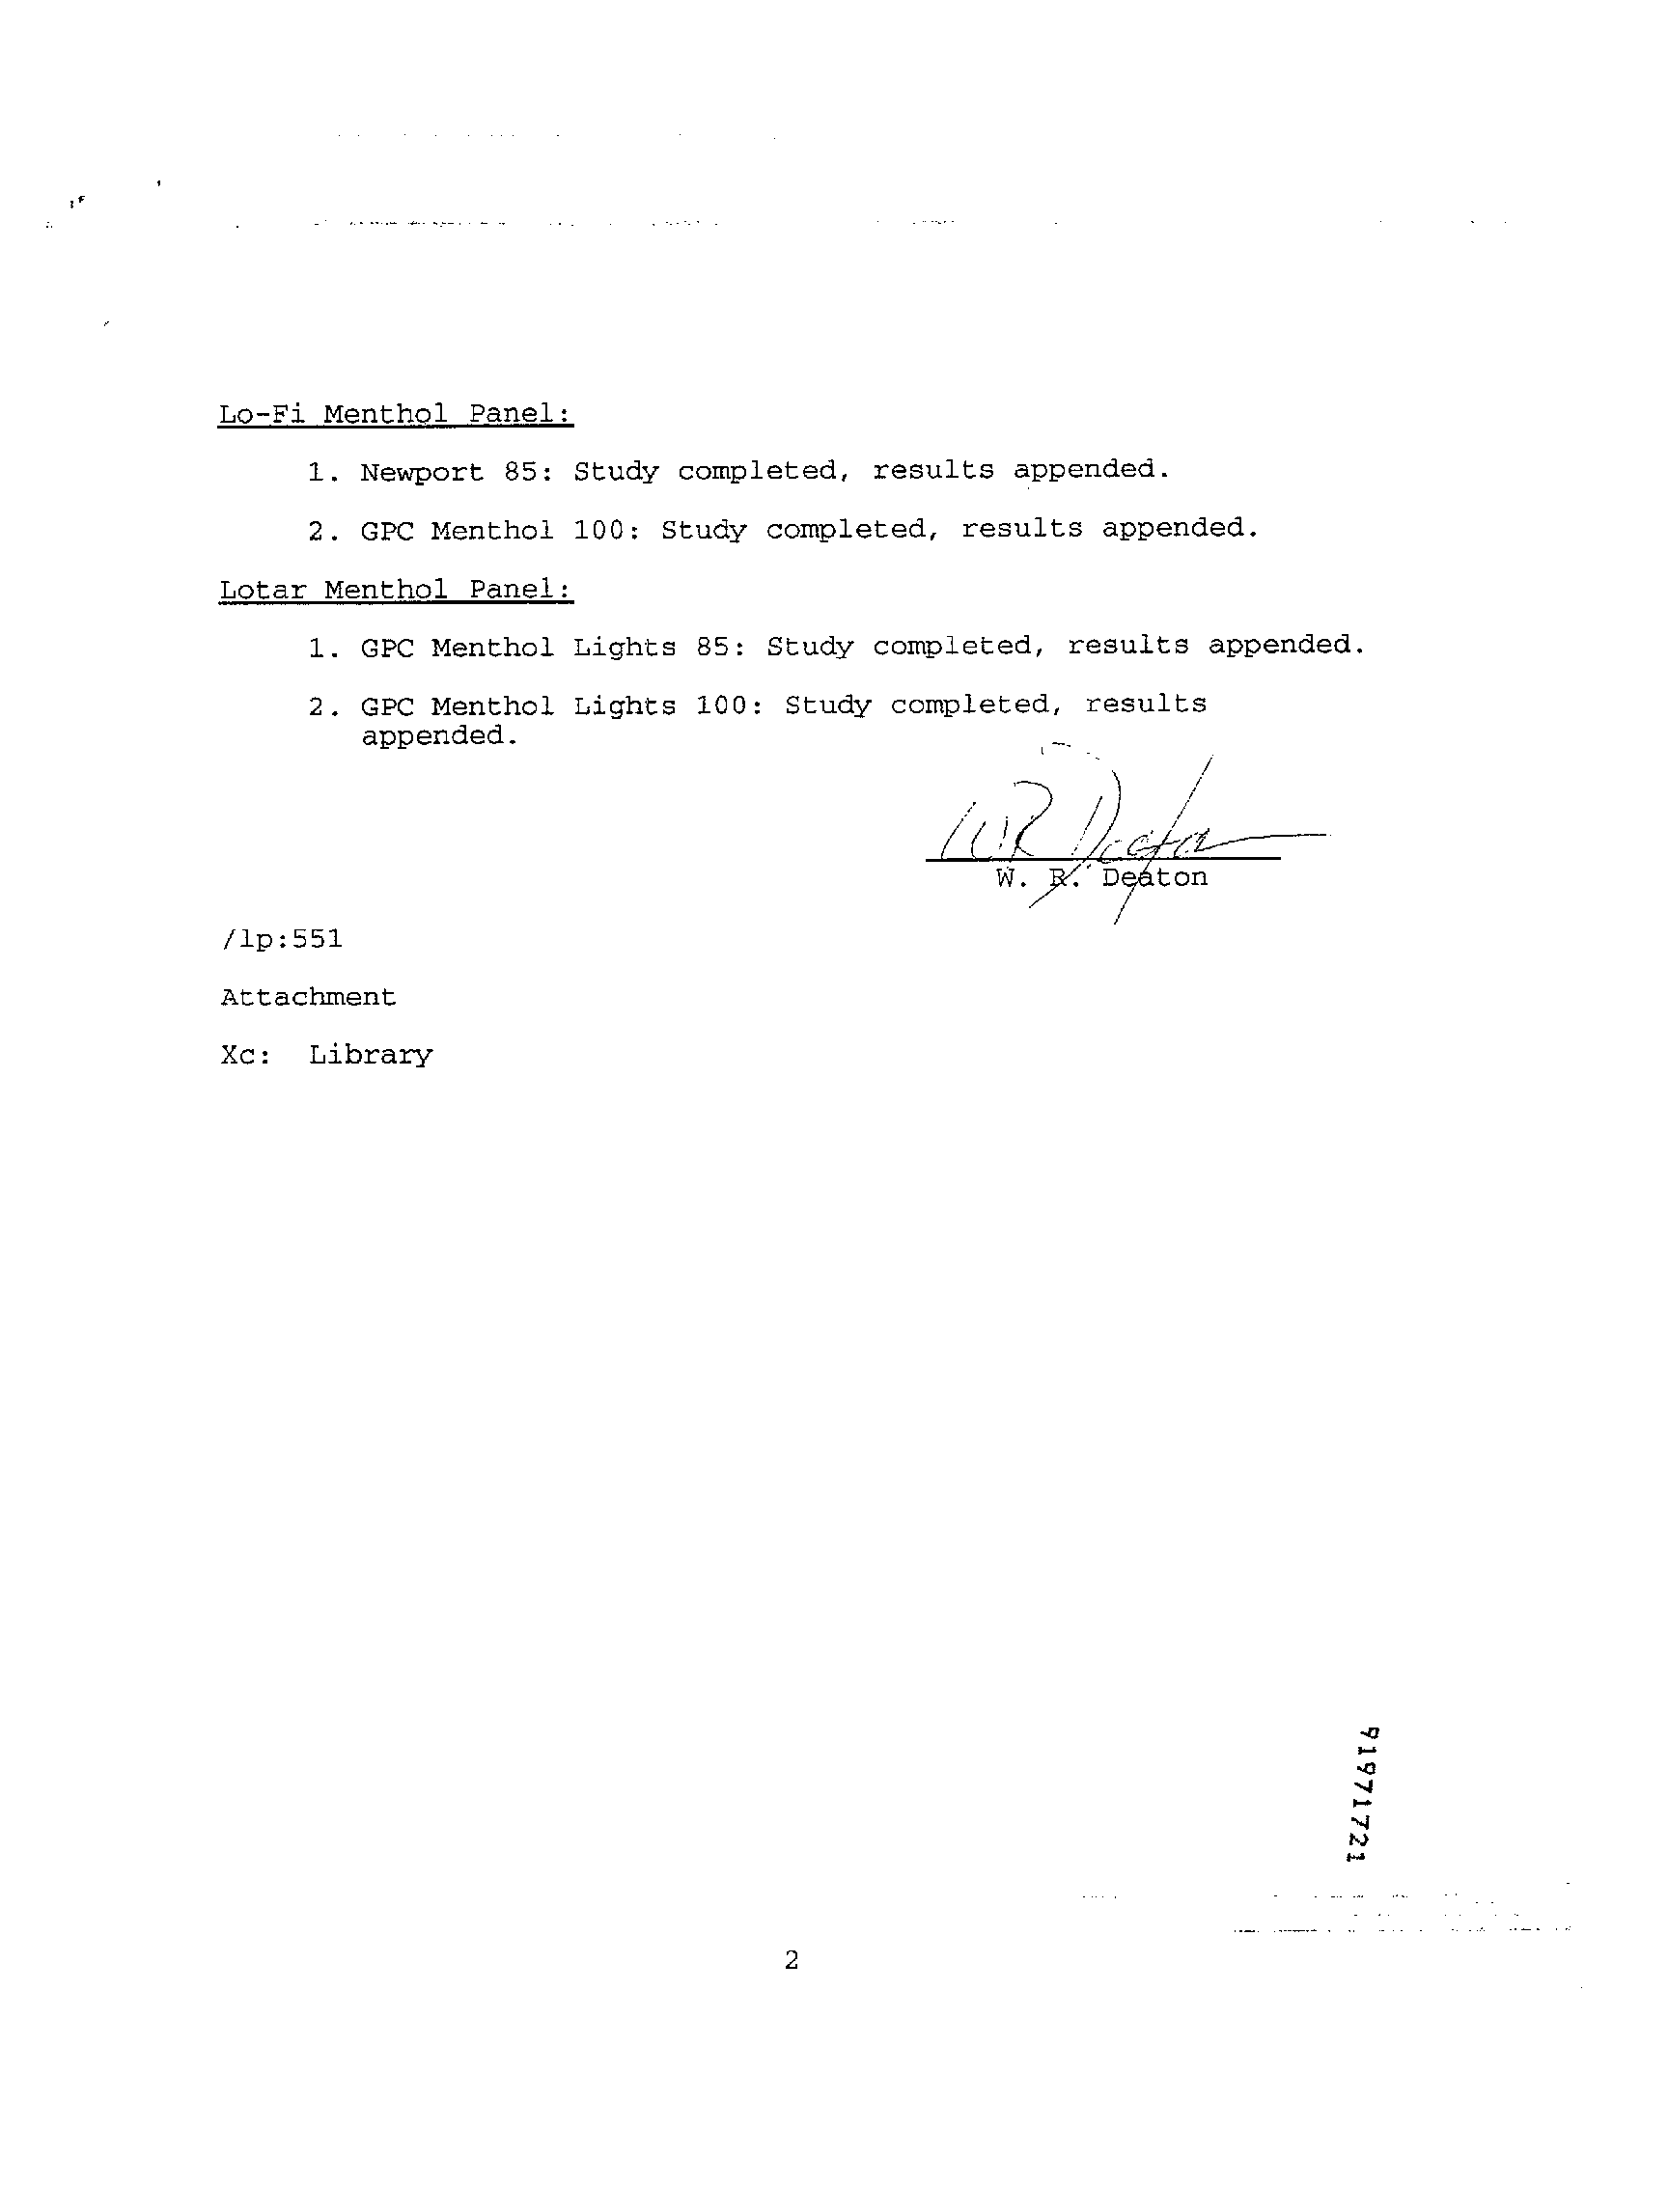 Lo-Fi Menthol Panel:
1. Newport 85: Study completed, results appended.
2. GPC Menthol 100: Study completed, results appended.
Lotar Menthol Panel:
1. GPC Menthol Lights 85: Study completed, results appended.
2. GPC Menthol Lights 100: Study completed, results
appended.
WR Deaton
W. R. Deaton
/lp:551
Attachment
Xc: Library
91971721
2